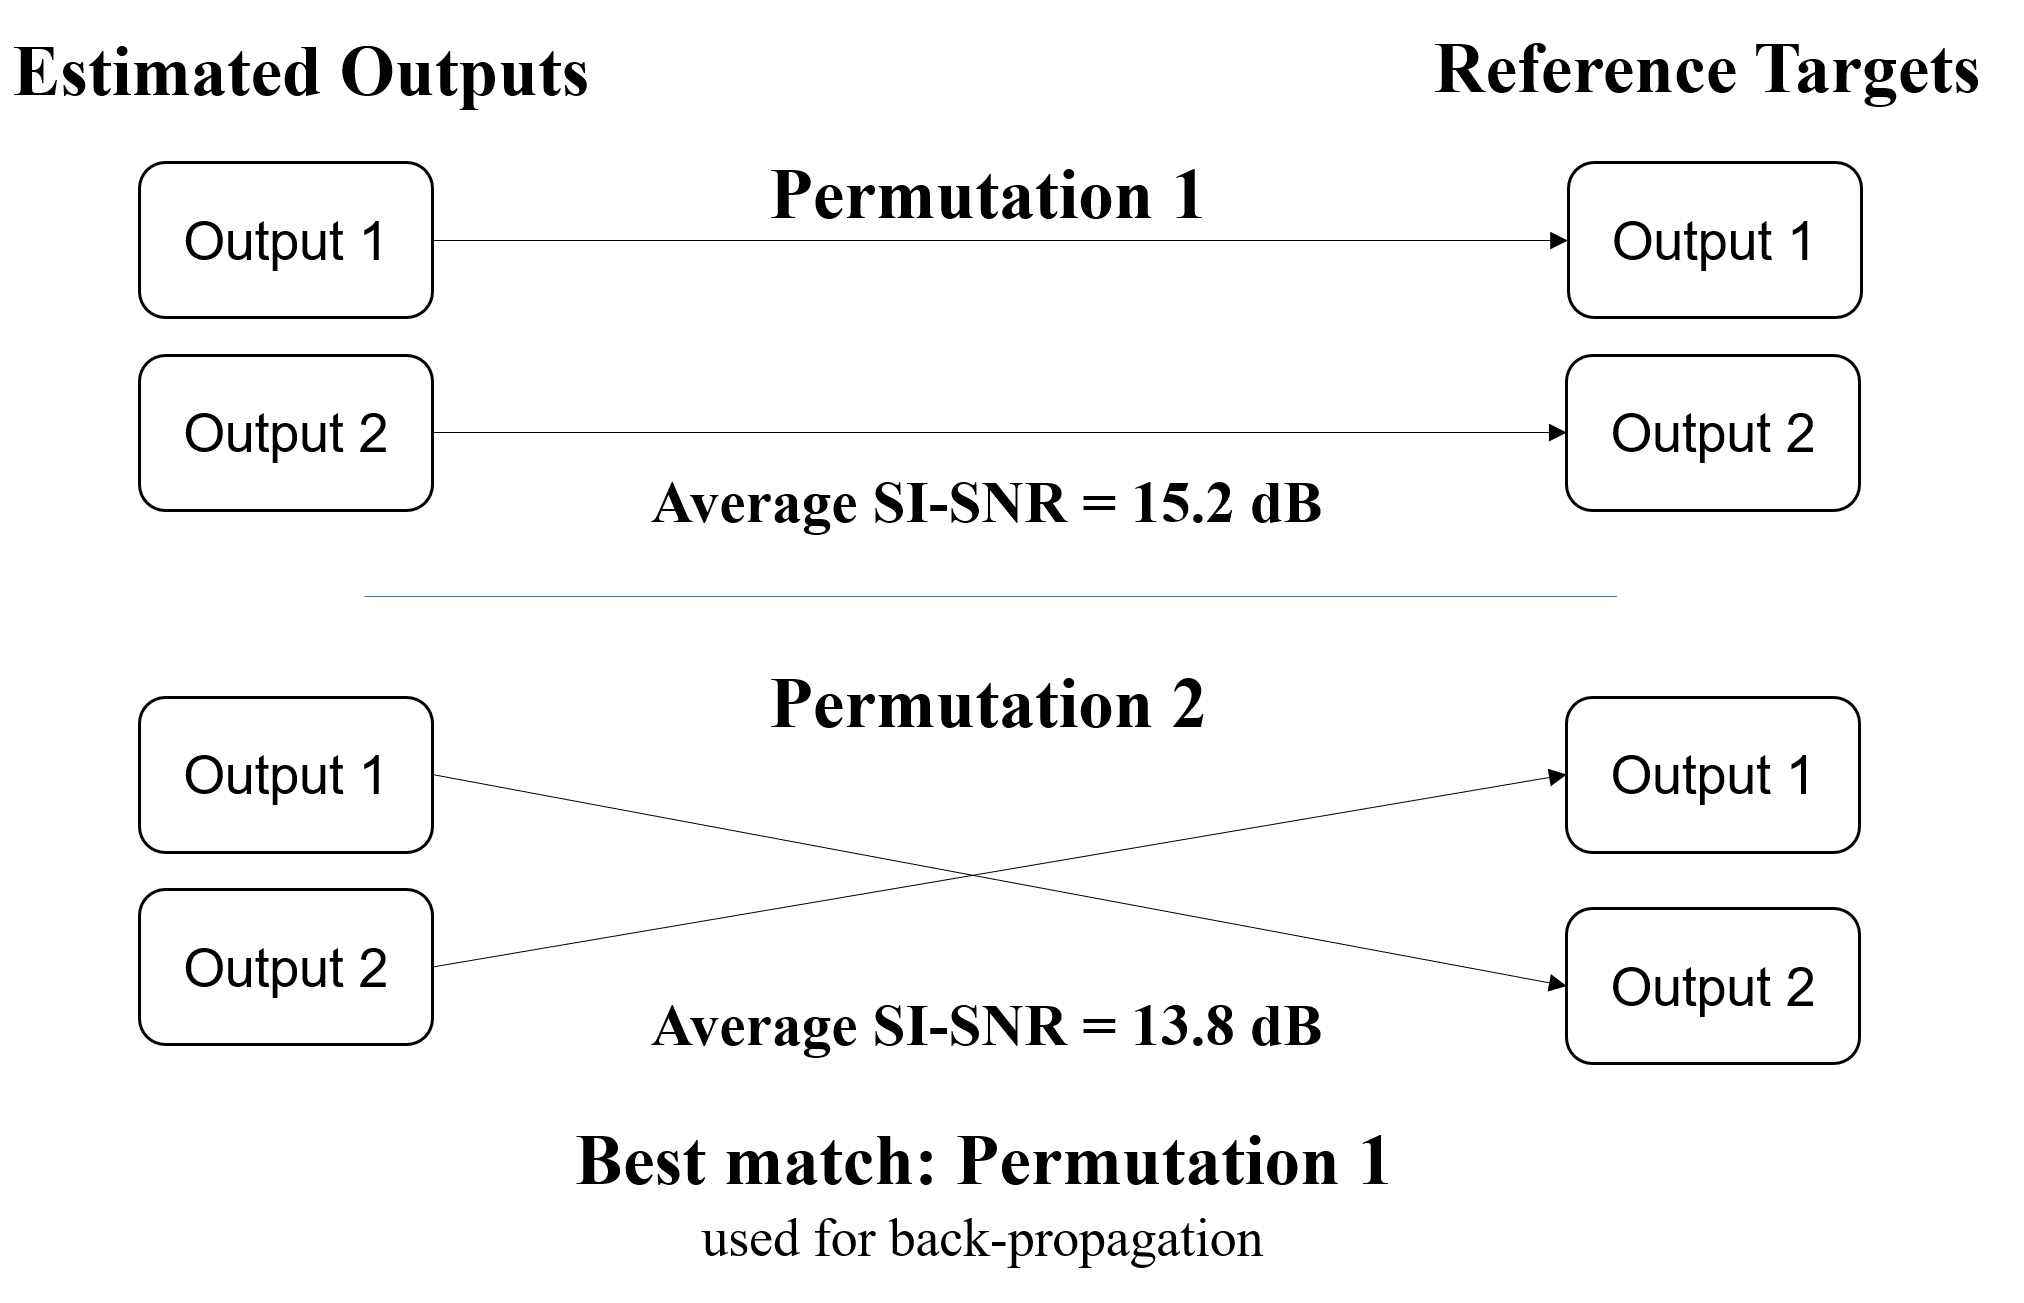 Estimated Outputs
Reference Targets
Permutation 1
Output 1
Output 1
Output 2
Output 2
Average SI-SNR = 15.2 dB
Permutation 2
Output 1
Output 1
Output 2
Output 2
Average SI-SNR = 13.8 dB
Best match: Permutation 1
used for back-propagation